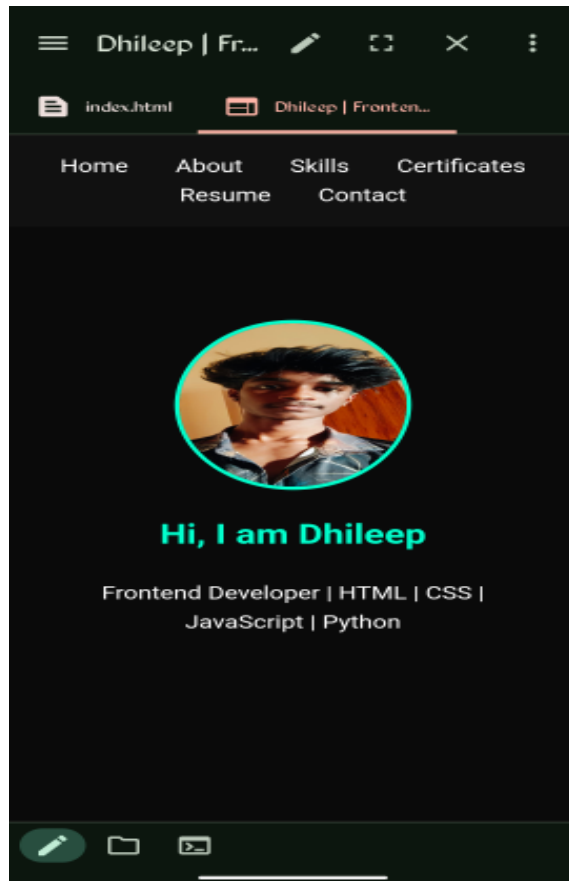 Dhileep | Fr...
index.html Dhileep | Fronten...
Home About Skills Certificates
Resume Contact
Hi, I am Dhileep
Frontend Developer | HTML | CSS |
JavaScript | Python